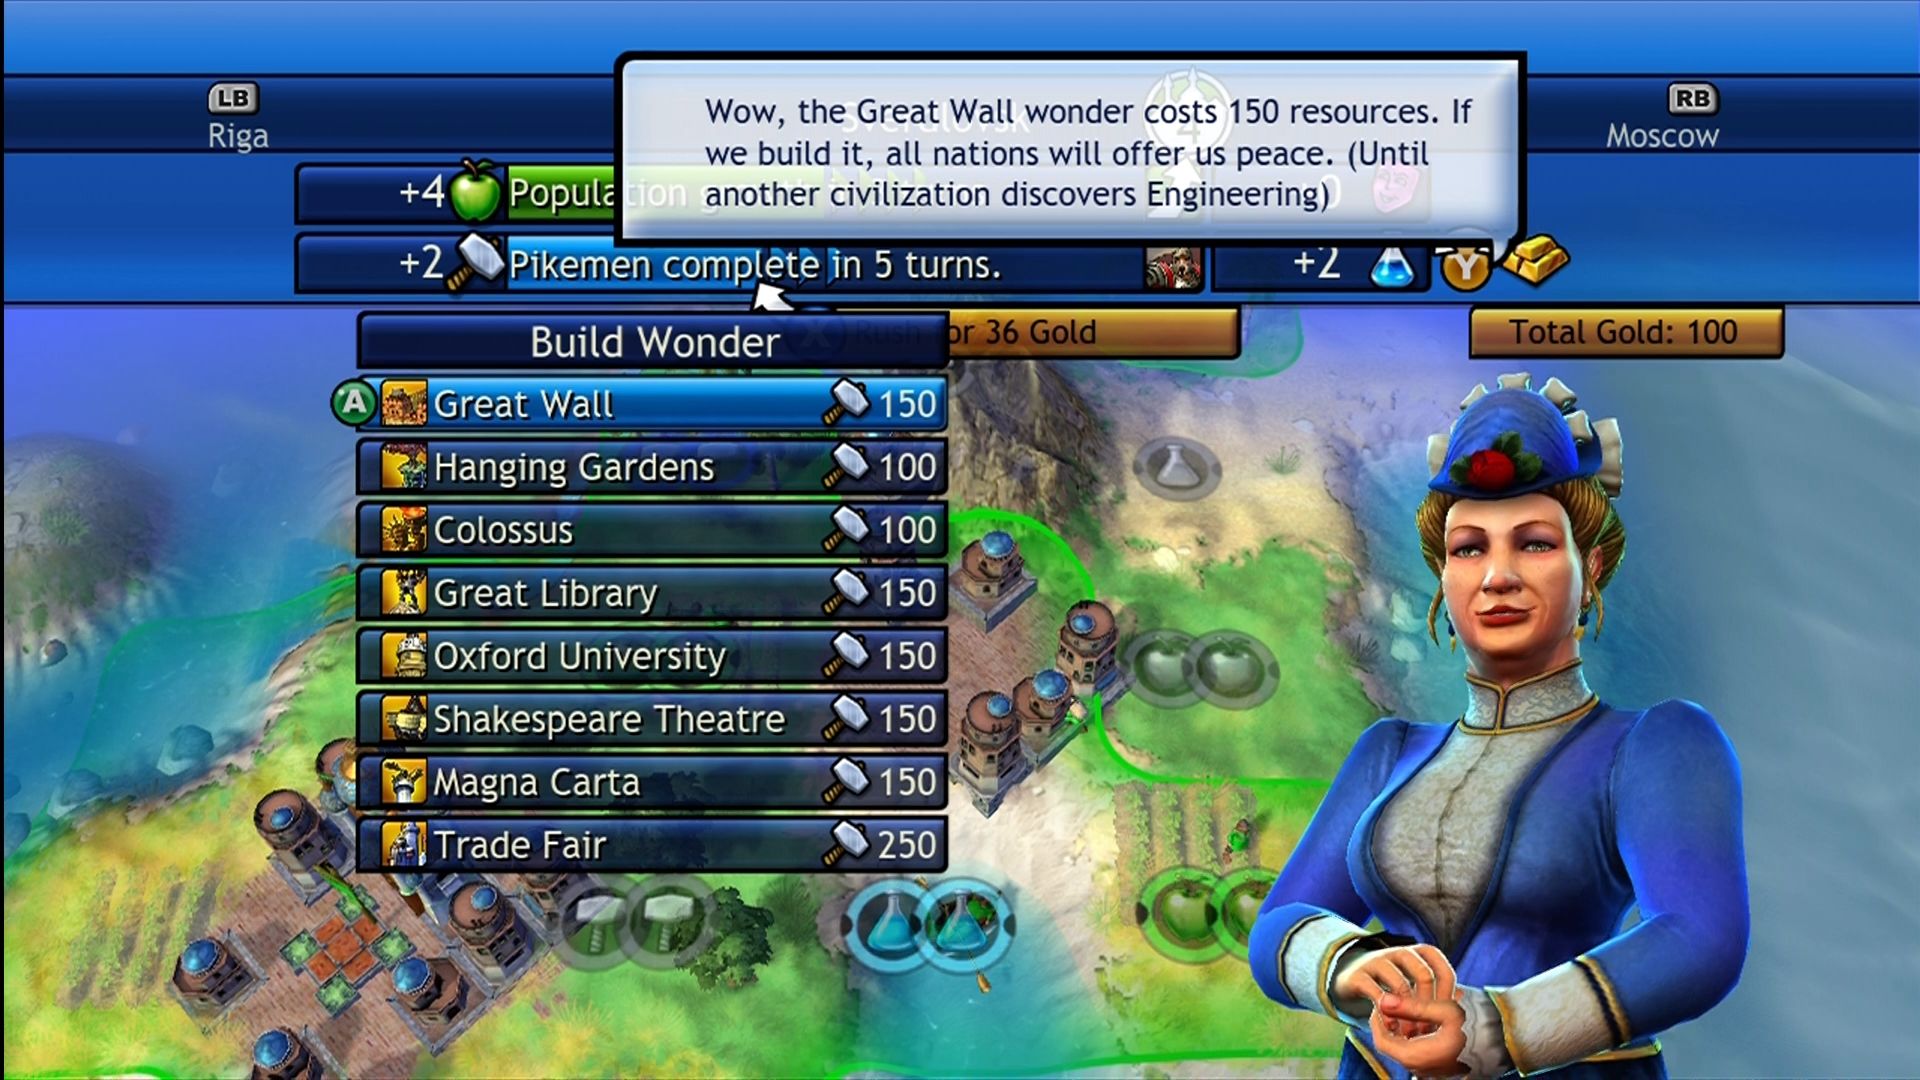 LB
Riga
RB
Moscow
Wow, the Great Wall wonder costs 150 resources. If
we build it, all nations will offer us peace. (Until
another civilization discovers Engineering)
+4 Population
+2 Pikemen complete in 5 turns.
+2 Y
X Rush for 36 Gold
Total Gold: 100
Build Wonder
A Great Wall 150
Hanging Gardens 100
Colossus 100
Great Library 150
Oxford University 150
Shakespeare Theatre 150
Magna Carta 150
Trade Fair 250